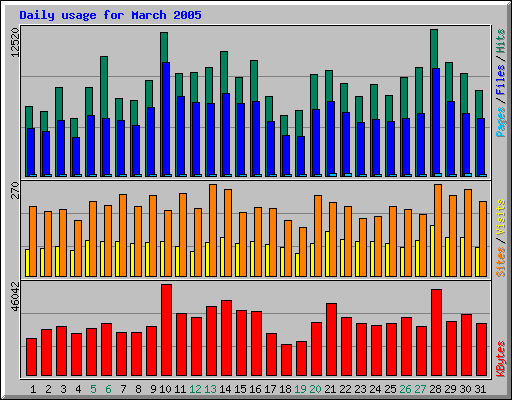 Daily usage for March 2005
12520
Pages / Files / Hits
270
Sites / Visits
46042
KBytes
1 2 3 4 5 6 7 8 9 10 11 12 13 14 15 16 17 18 19 20 21 22 23 24 25 26 27 28 29 30 31